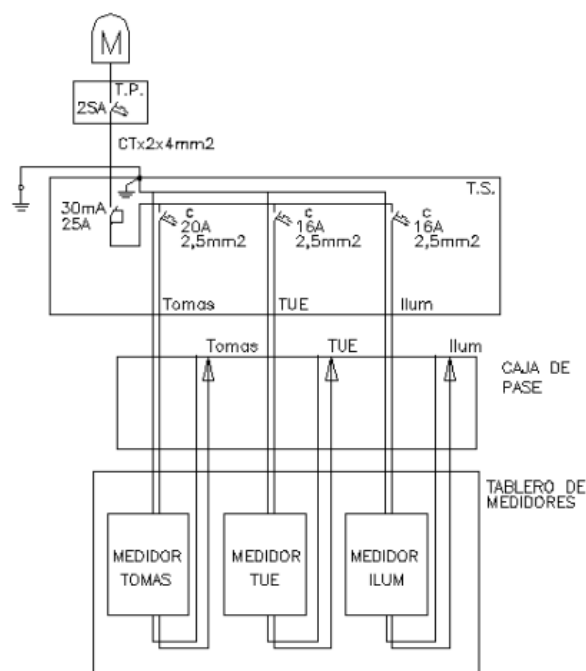 M
T.P.
25A
CTx2x4mm2
T.S.
30mA
25A
C
20A
2,5mm2
C
16A
2,5mm2
C
16A
2,5mm2
Tomas
TUE
Ilum
Tomas
TUE
Ilum
CAJA DE
PASE
TABLERO DE
MEDIDORES
MEDIDOR
TOMAS
MEDIDOR
TUE
MEDIDOR
ILUM